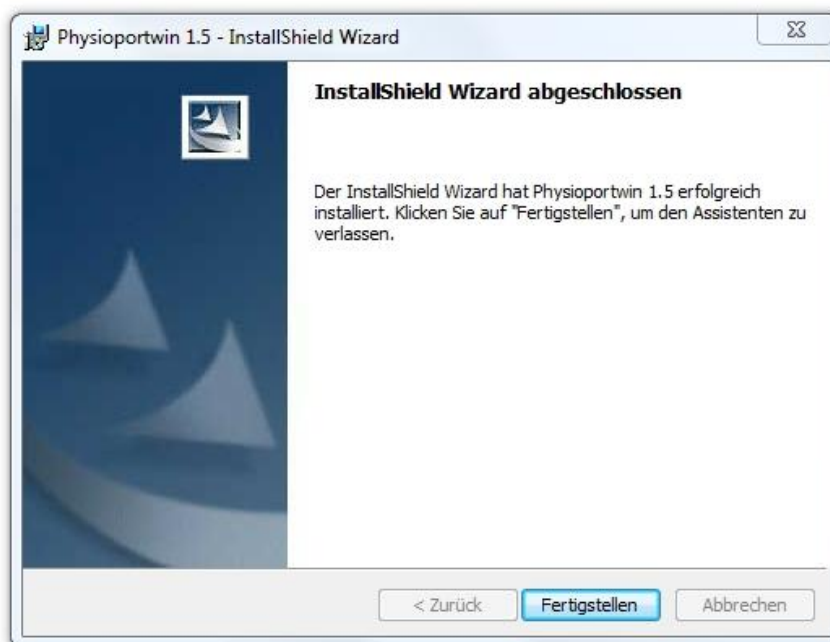 Physioportwin 1.5 - InstallShield Wizard
InstallShield Wizard abgeschlossen
Der InstallShield Wizard hat Physioportwin 1.5 erfolgreich
installiert. Klicken Sie auf "Fertigstellen", um den Assistenten zu
verlassen.
< Zurück Fertigstellen Abbrechen